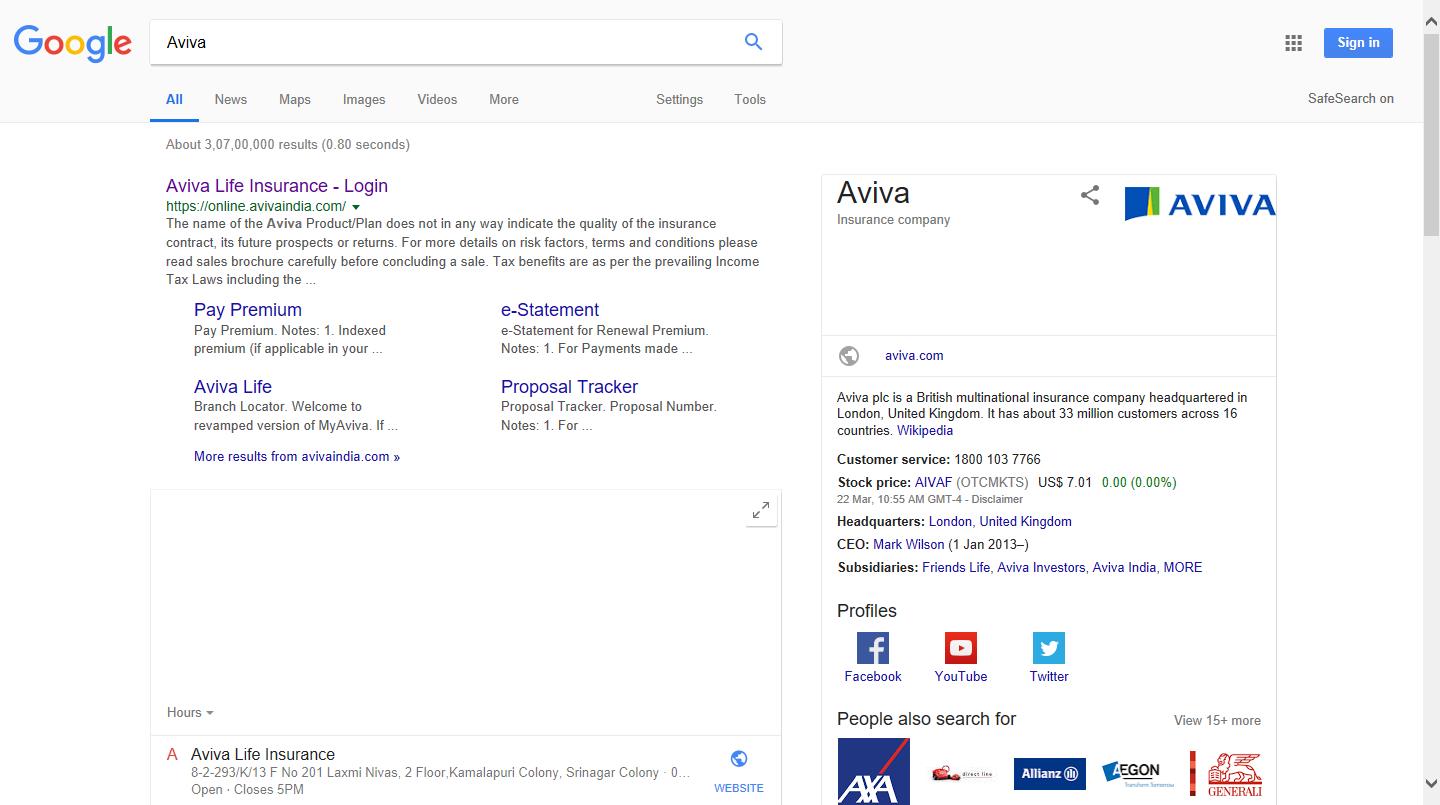 Google
Aviva
Sign in
All News Maps Images Videos More Settings Tools
SafeSearch on
About 3,07,00,000 results (0.80 seconds)
Aviva Life Insurance - Login
https://online.avivaindia.com/
The name of the Aviva Product/Plan does not in any way indicate the quality of the insurance
contract, its future prospects or returns. For more details on risk factors, terms and conditions please
read sales brochure carefully before concluding a sale. Tax benefits are as per the prevailing Income
Tax Laws including the ...
Pay Premium
Pay Premium. Notes: 1. Indexed
premium (if applicable in your ...
e-Statement
e-Statement for Renewal Premium.
Notes: 1. For Payments made ...
Aviva Life
Branch Locator. Welcome to
revamped version of MyAviva. If ...
Proposal Tracker
Proposal Tracker. Proposal Number.
Notes: 1. For ...
More results from avivaindia.com »
Hours
A Aviva Life Insurance
8-2-293/K/13 F No 201 Laxmi Nivas, 2 Floor,Kamalapuri Colony, Srinagar Colony · 0...
Open · Closes 5PM
WEBSITE
Aviva
Insurance company
AVIVA
aviva.com
Aviva plc is a British multinational insurance company headquartered in
London, United Kingdom. It has about 33 million customers across 16
countries. Wikipedia
Customer service: 1800 103 7766
Stock price: AIVAF (OTCMKTS) US$ 7.01 0.00 (0.00%)
22 Mar, 10:55 AM GMT-4 - Disclaimer
Headquarters: London, United Kingdom
CEO: Mark Wilson (1 Jan 2013–)
Subsidiaries: Friends Life, Aviva Investors, Aviva India, MORE
Profiles
Facebook YouTube Twitter
People also search for
View 15+ more
AXA
direct line
Allianz
AEGON
Transform Tomorrow
GENERALI